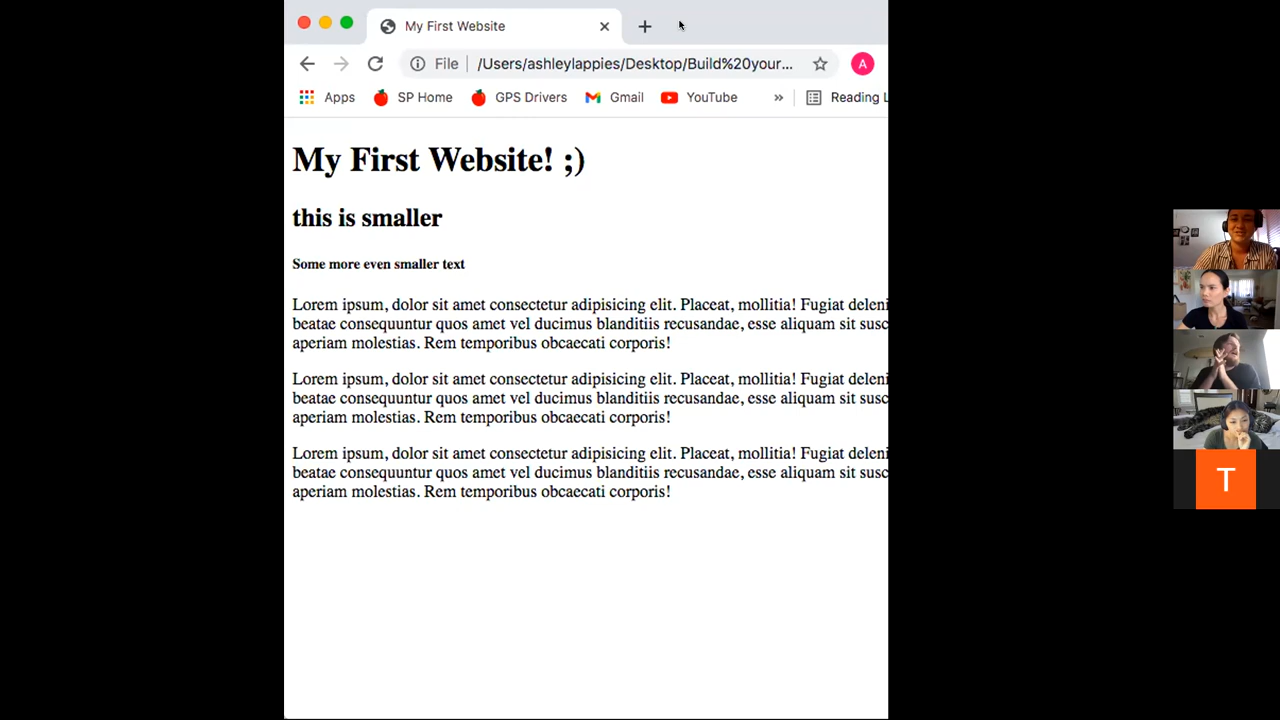 My First Website
File /Users/ashleylappies/Desktop/Build%20your...
A
Apps SP Home GPS Drivers Gmail YouTube » Reading L
My First Website! ;)
this is smaller
Some more even smaller text
Lorem ipsum, dolor sit amet consectetur adipisicing elit. Placeat, mollitia! Fugiat deleni
beatae consequuntur quos amet vel ducimus blanditiis recusandae, esse aliquam sit susc
aperiam molestias. Rem temporibus obcaecati corporis!
Lorem ipsum, dolor sit amet consectetur adipisicing elit. Placeat, mollitia! Fugiat deleni
beatae consequuntur quos amet vel ducimus blanditiis recusandae, esse aliquam sit susc
aperiam molestias. Rem temporibus obcaecati corporis!
Lorem ipsum, dolor sit amet consectetur adipisicing elit. Placeat, mollitia! Fugiat deleni
beatae consequuntur quos amet vel ducimus blanditiis recusandae, esse aliquam sit susc
aperiam molestias. Rem temporibus obcaecati corporis!
T